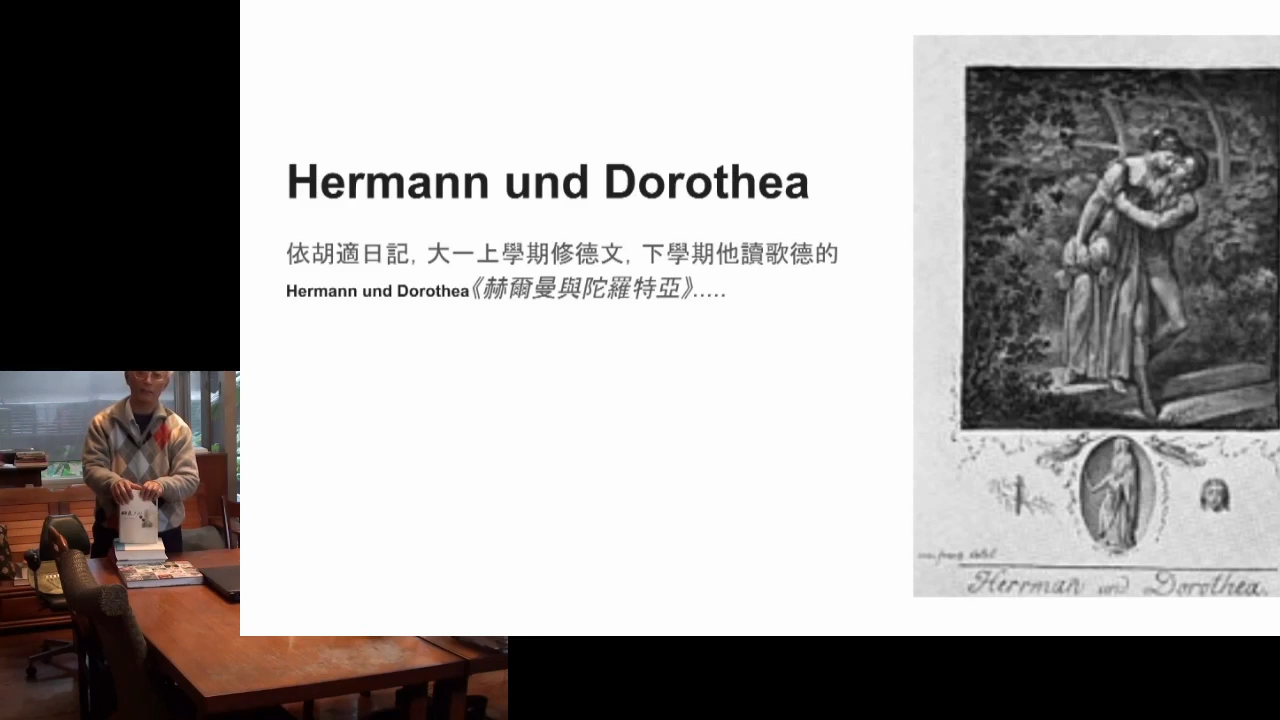 Hermann und Dorothea
依胡適日記, 大一上學期修德文, 下學期他讀歌德的
Hermann und Dorothea《赫爾曼與陀羅特亞》.....
Herrman und Dorothea.